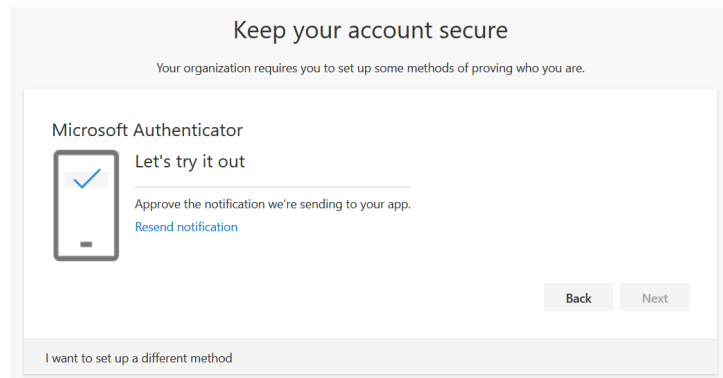 Keep your account secure
Your organization requires you to set up some methods of proving who you are.
Microsoft Authenticator
Let's try it out
Approve the notification we're sending to your app.
Resend notification
Back
Next
I want to set up a different method